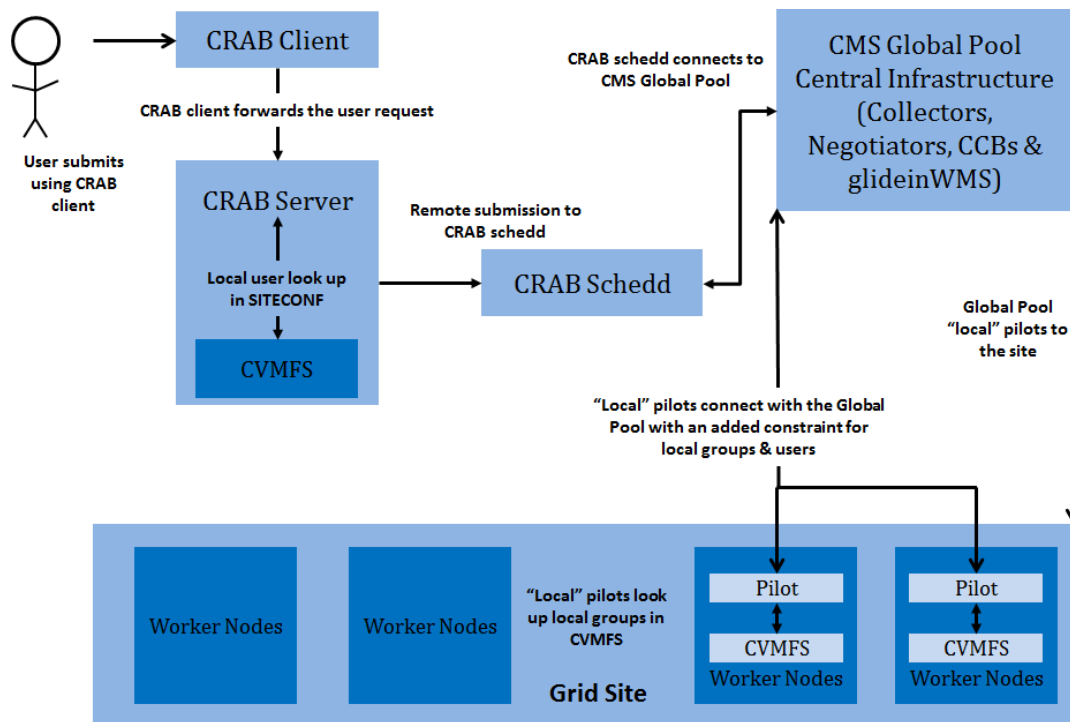 CRAB Client
CRAB client forwards the user request
User submits
using CRAB
client
CRAB Server
Local user look up
in SITECONF
CVMFS
Remote submission to
CRAB schedd
CRAB Schedd
CRAB schedd connects to
CMS Global Pool
CMS Global Pool
Central Infrastructure
(Collectors,
Negotiators, CCBs &
glideinWMS)
Global Pool
“local” pilots to
the site
“Local” pilots connect with the Global
Pool with an added constraint for
local groups & users
Worker Nodes
Worker Nodes
“Local” pilots look
up local groups in
CVMFS
Grid Site
Pilot
CVMFS
Worker Nodes
Pilot
CVMFS
Worker Nodes